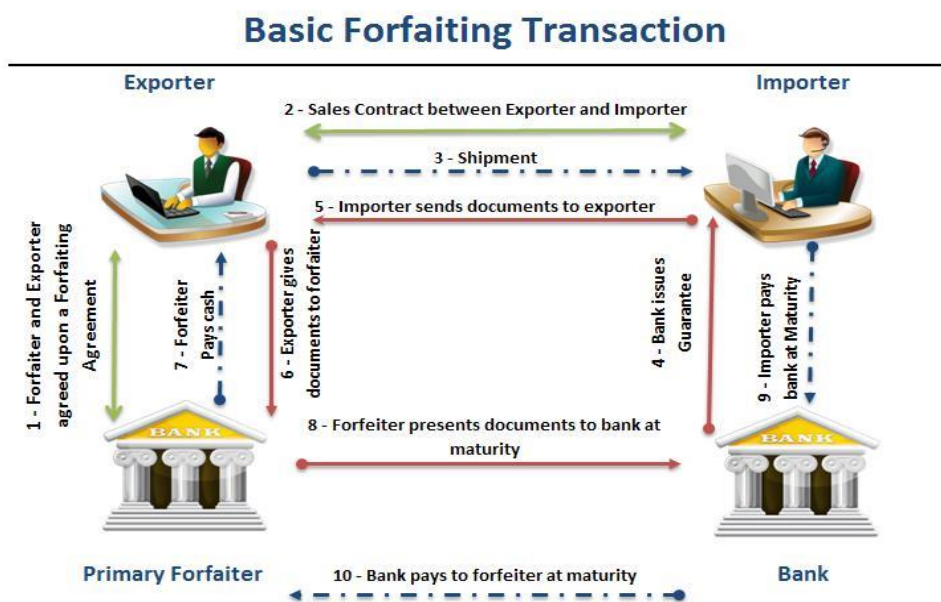 Basic Forfaiting Transaction
Exporter
Importer
2 - Sales Contract between Exporter and Importer
3 - Shipment
5 - Importer sends documents to exporter
1 - Forfaiter and Exporter
agreed upon a Forfaiting
Agreement
7 - Forfeiter
Pays cash
6 - Exporter gives
documents to forfaiter
4 – Bank issues
Guarantee
9 - Importer pays
bank at Maturity
8 - Forfeiter presents documents to bank at
maturity
BANK
BANK
Primary Forfaiter
10 - Bank pays to forfeiter at maturity
Bank